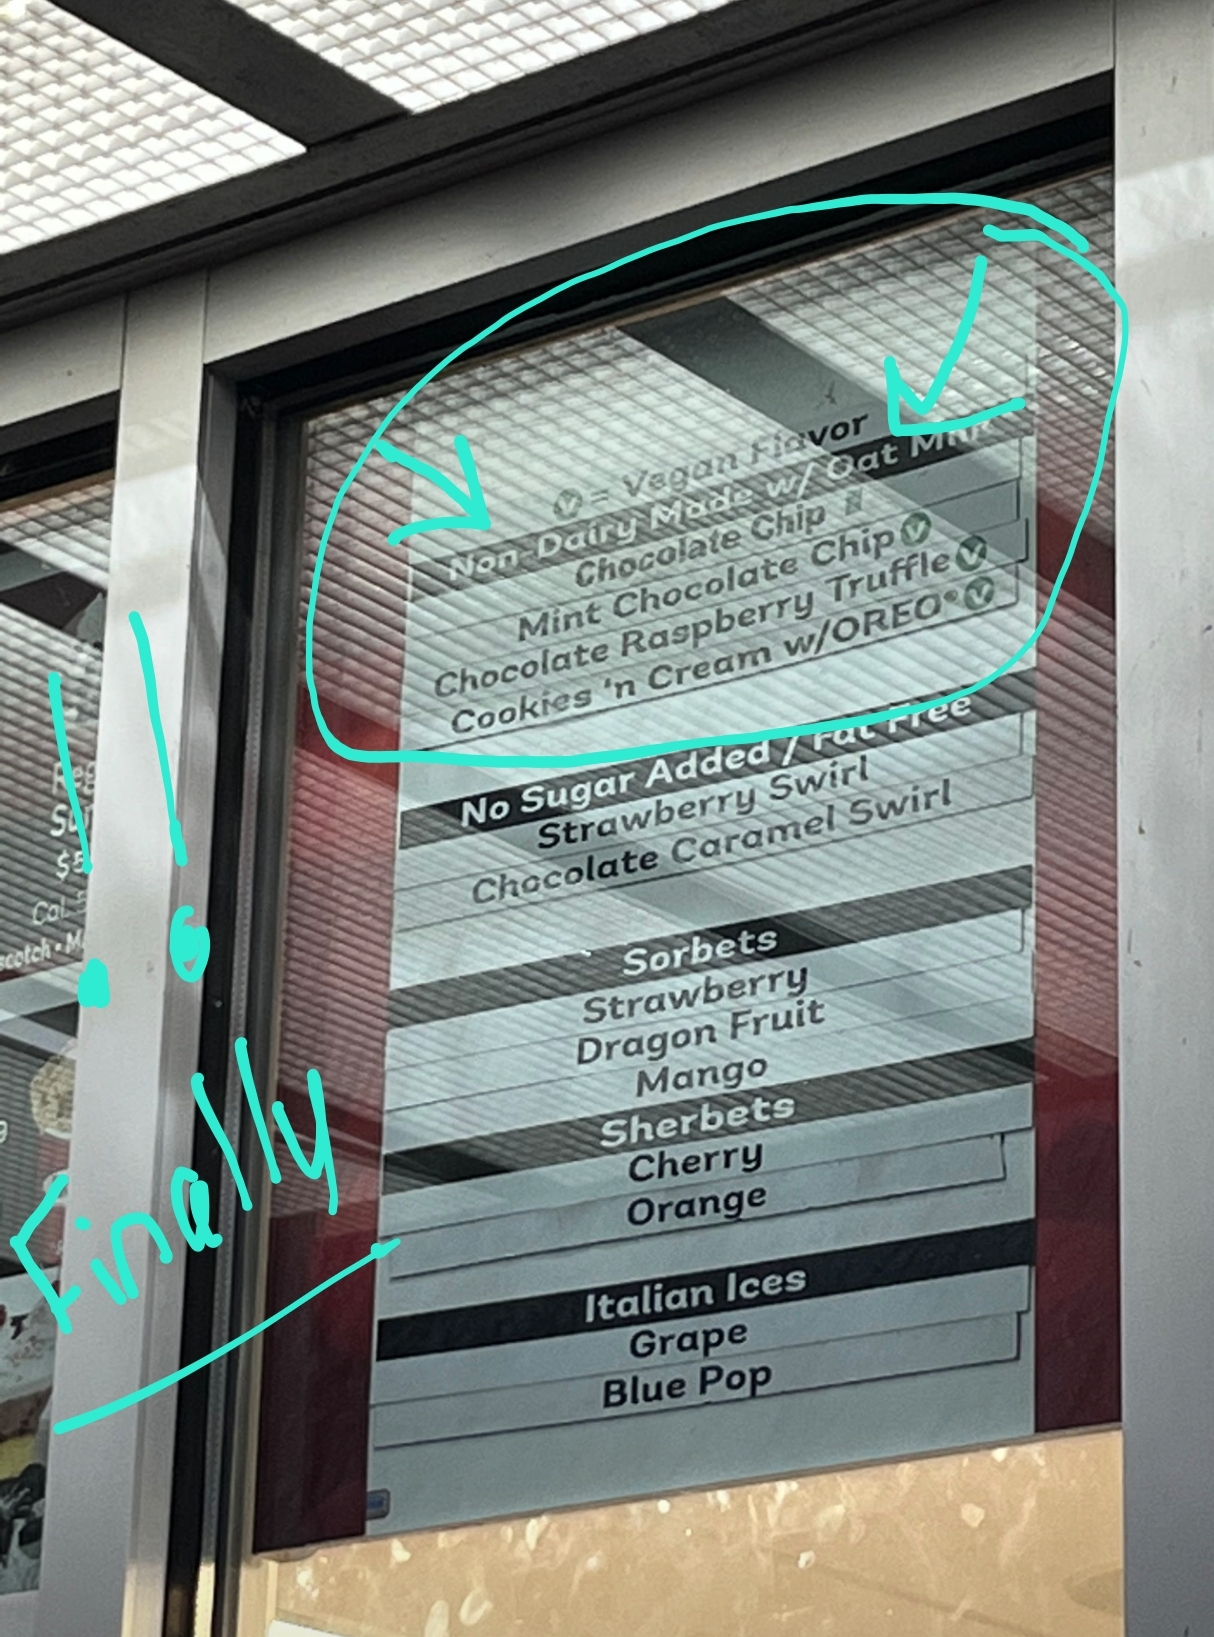 Ⓥ = Vegan Flavor
Non-Dairy Made w/ Oat Milk
Chocolate Chip
Mint Chocolate Chip Ⓥ
Chocolate Raspberry Truffle Ⓥ
Cookies 'n Cream w/OREO® Ⓥ
No Sugar Added / Fat Free
Strawberry Swirl
Chocolate Caramel Swirl
Sorbets
Strawberry
Dragon Fruit
Mango
Sherbets
Cherry
Orange
Italian Ices
Grape
Blue Pop
!!
Finally
Cal.